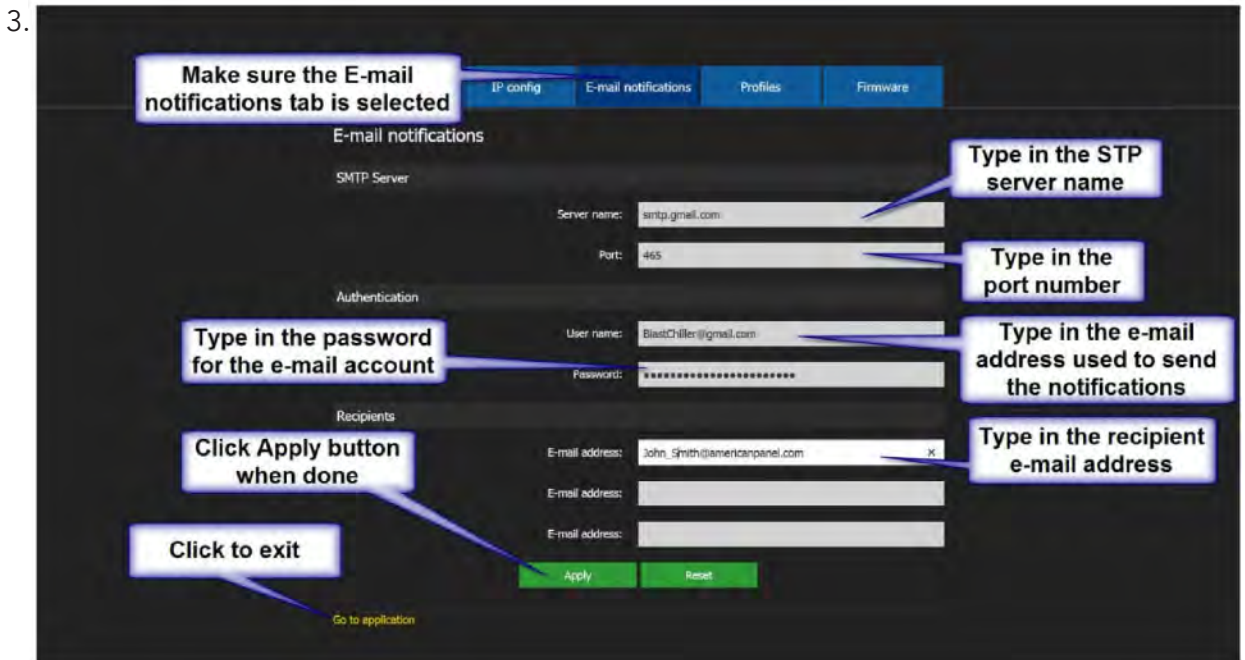 3.
Make sure the E-mail
notifications tab is selected
IP config
E-mail notifications
Profiles
Firmware
E-mail notifications
SMTP Server
Type in the STP
server name
Server name:
smtp.gmail.com
Port:
465
Type in the
port number
Authentication
Type in the password
for the e-mail account
User name:
BlastChiller@gmail.com
Type in the e-mail
address used to send
the notifications
Password:
Recipients
Click Apply button
when done
E-mail address:
John_Smith@americanpanel.com
×
Type in the recipient
e-mail address
E-mail address:
E-mail address:
Click to exit
Apply
Reset
Go to application